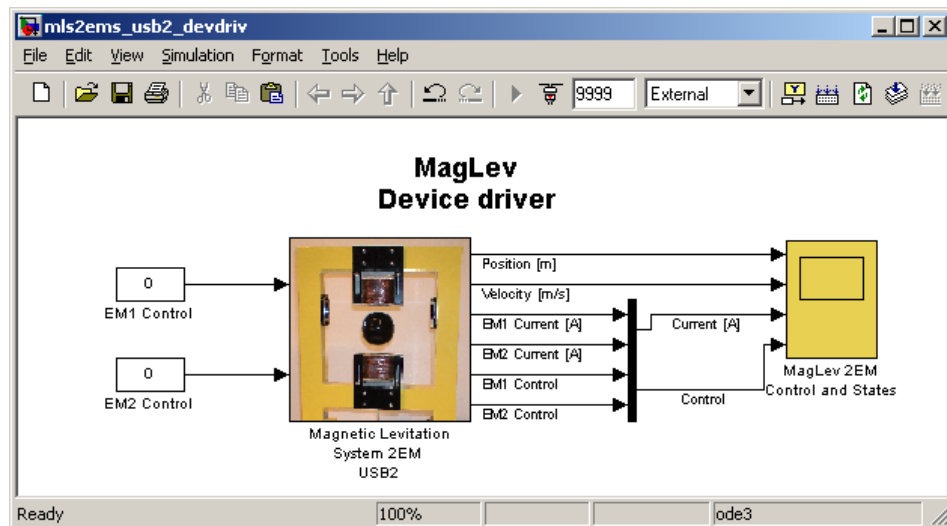 mls2ems_usb2_devdriv
File Edit View Simulation Format Tools Help
9999 External
MagLev
Device driver
0
EM1 Control
0
EM2 Control
Magnetic Levitation
System 2EM
USB2
Position [m]
Velocity [m/s]
EM1 Current [A]
EM2 Current [A]
EM1 Control
EM2 Control
Current [A]
Control
MagLev 2EM
Control and States
Ready 100% ode3